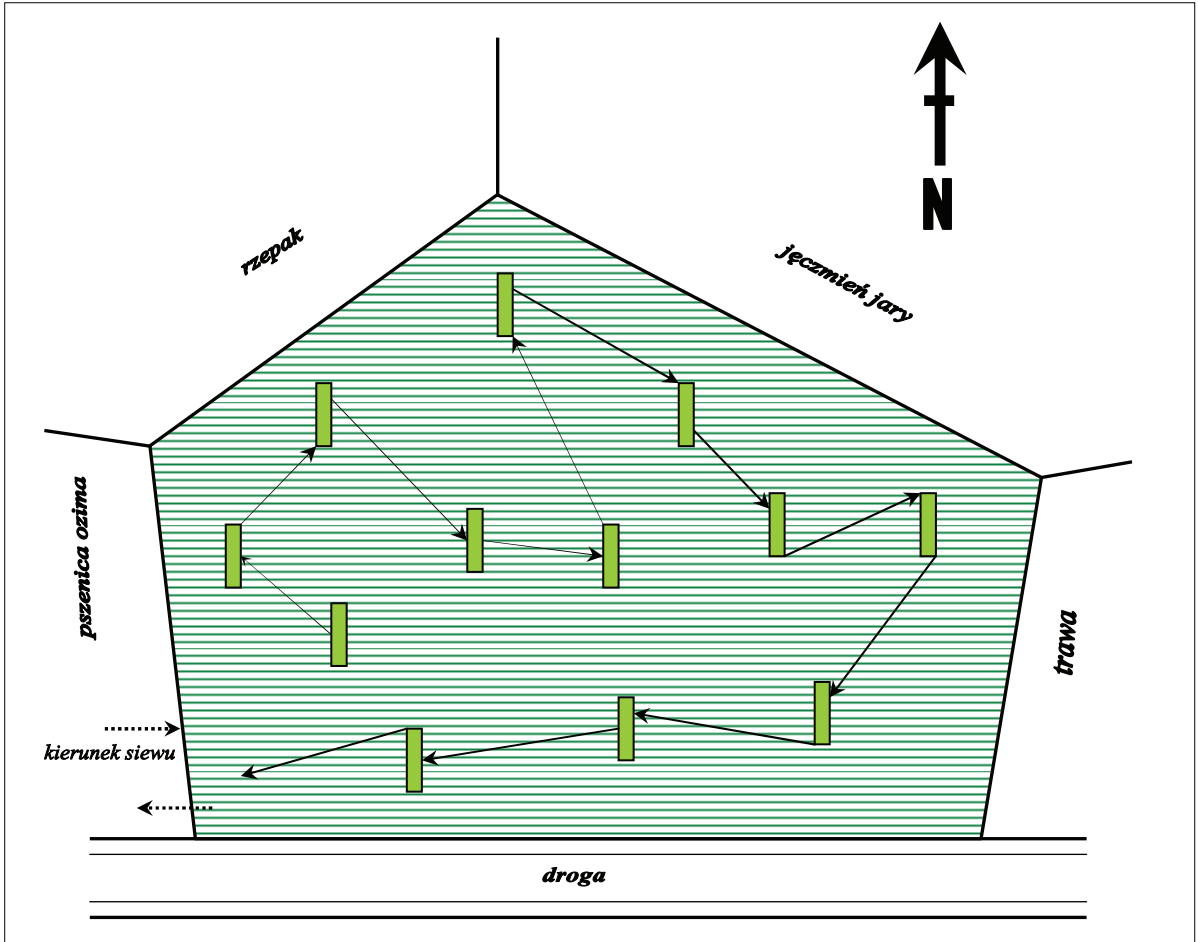 N
rzepak
jęczmień jary
pszenica ozima
trawa
kierunek siewu
droga